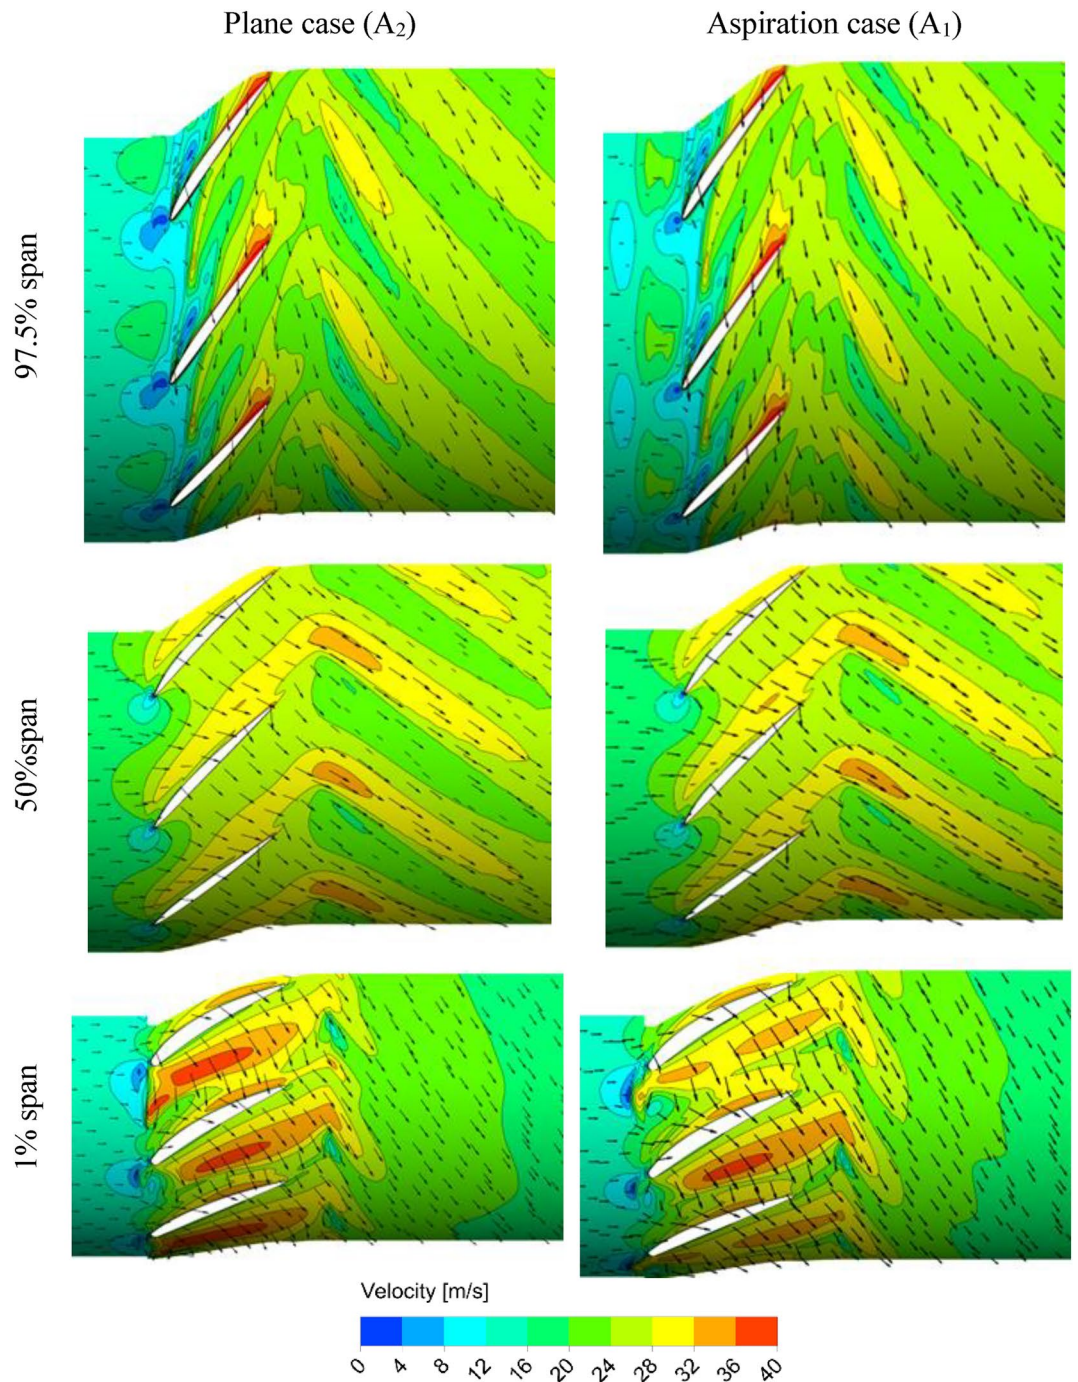 Plane case (A₂)
Aspiration case (A₁)
97.5% span
50%span
1% span
Velocity [m/s]
0 4 8 12 16 20 24 28 32 36 40